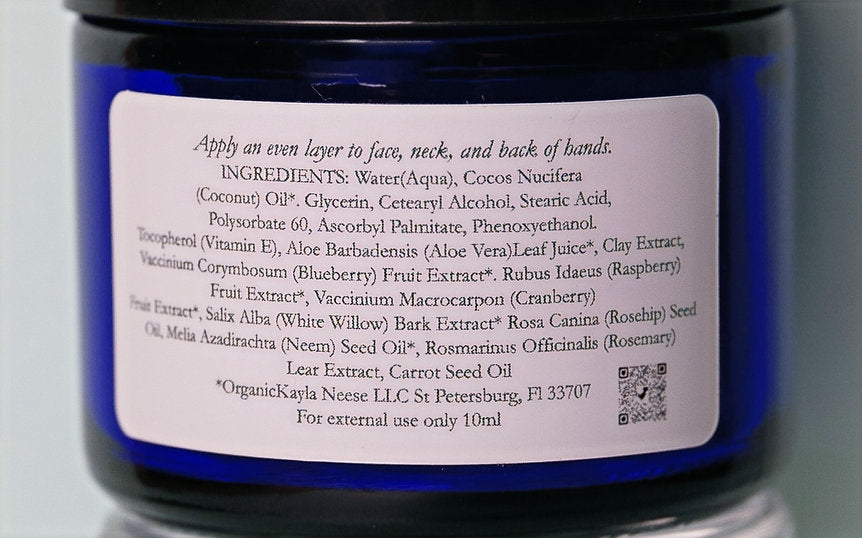 Apply an even layer to face, neck, and back of hands.
INGREDIENTS: Water(Aqua), Cocos Nucifera
(Coconut) Oil*. Glycerin, Cetearyl Alcohol, Stearic Acid,
Polysorbate 60, Ascorbyl Palmitate, Phenoxyethanol.
Tocopherol (Vitamin E), Aloe Barbadensis (Aloe Vera)Leaf Juice*, Clay Extract,
Vaccinium Corymbosum (Blueberry) Fruit Extract*. Rubus Idaeus (Raspberry)
Fruit Extract*, Vaccinium Macrocarpon (Cranberry)
Fruit Extract*, Salix Alba (White Willow) Bark Extract* Rosa Canina (Rosehip) Seed
Oil, Melia Azadirachta (Neem) Seed Oil*, Rosmarinus Officinalis (Rosemary)
Lear Extract, Carrot Seed Oil
*OrganicKayla Neese LLC St Petersburg, Fl 33707
For external use only 10ml